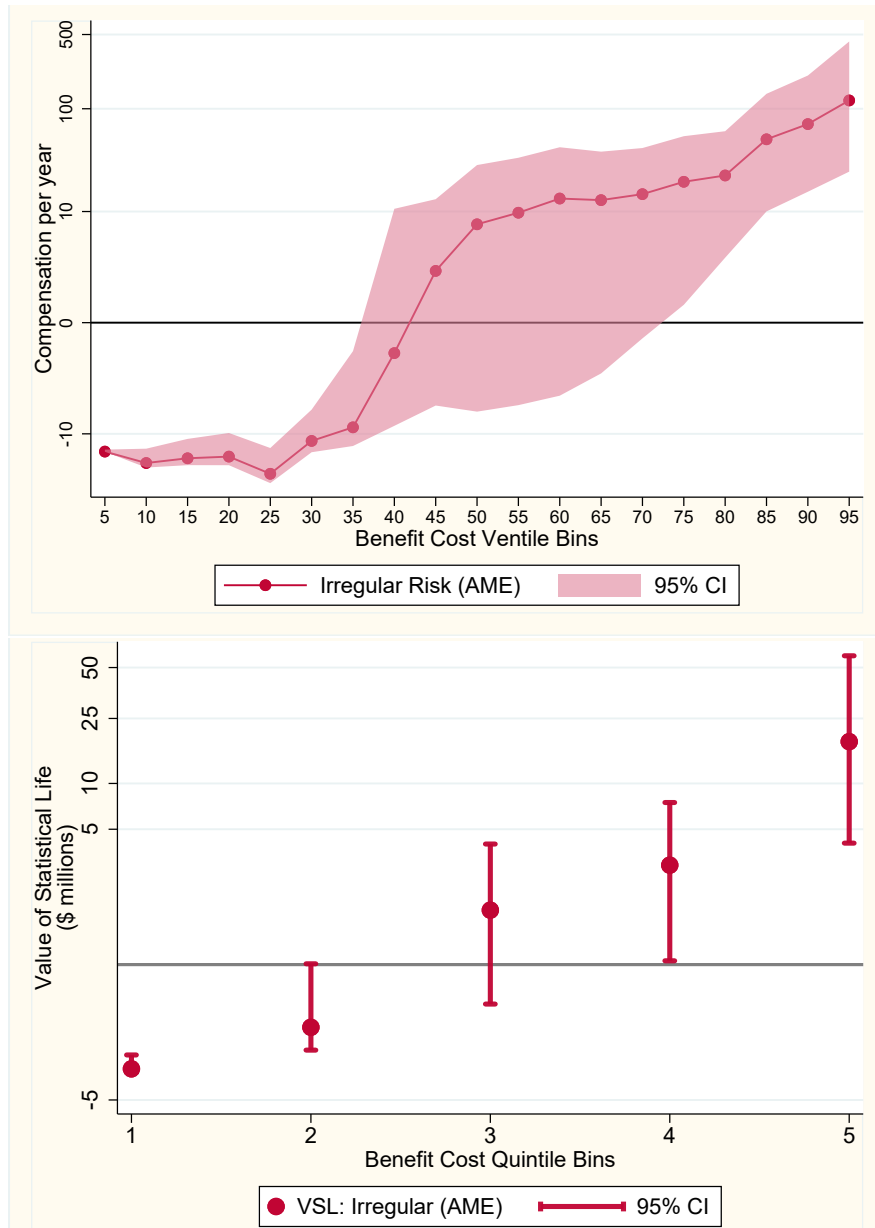 Compensation per year
500
100
10
0
-10
5 10 15 20 25 30 35 40 45 50 55 60 65 70 75 80 85 90 95
Benefit Cost Ventile Bins
Irregular Risk (AME) 95% CI
Value of Statistical Life
($ millions)
50
25
10
5
-5
1 2 3 4 5
Benefit Cost Quintile Bins
VSL: Irregular (AME) 95% CI